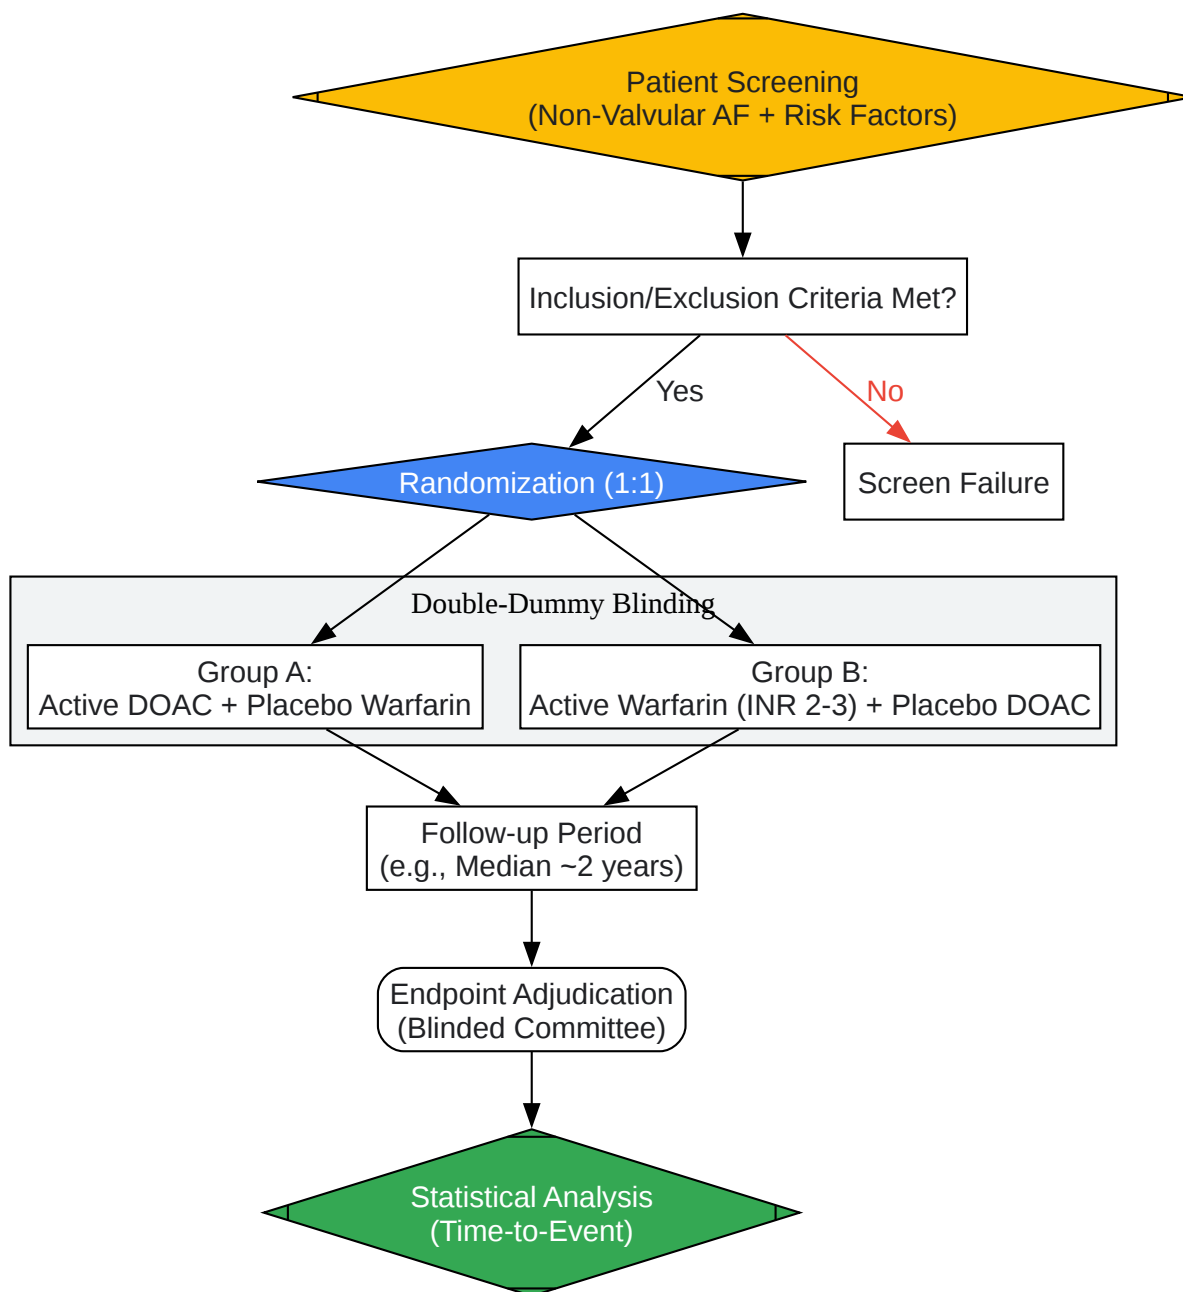 Patient Screening
(Non-Valvular AF + Risk Factors)
Inclusion/Exclusion Criteria Met?
Yes
No
Randomization (1:1)
Screen Failure
Double-Dummy Blinding
Group A:
Active DOAC + Placebo Warfarin
Group B:
Active Warfarin (INR 2-3) + Placebo DOAC
Follow-up Period
(e.g., Median ~2 years)
Endpoint Adjudication
(Blinded Committee)
Statistical Analysis
(Time-to-Event)